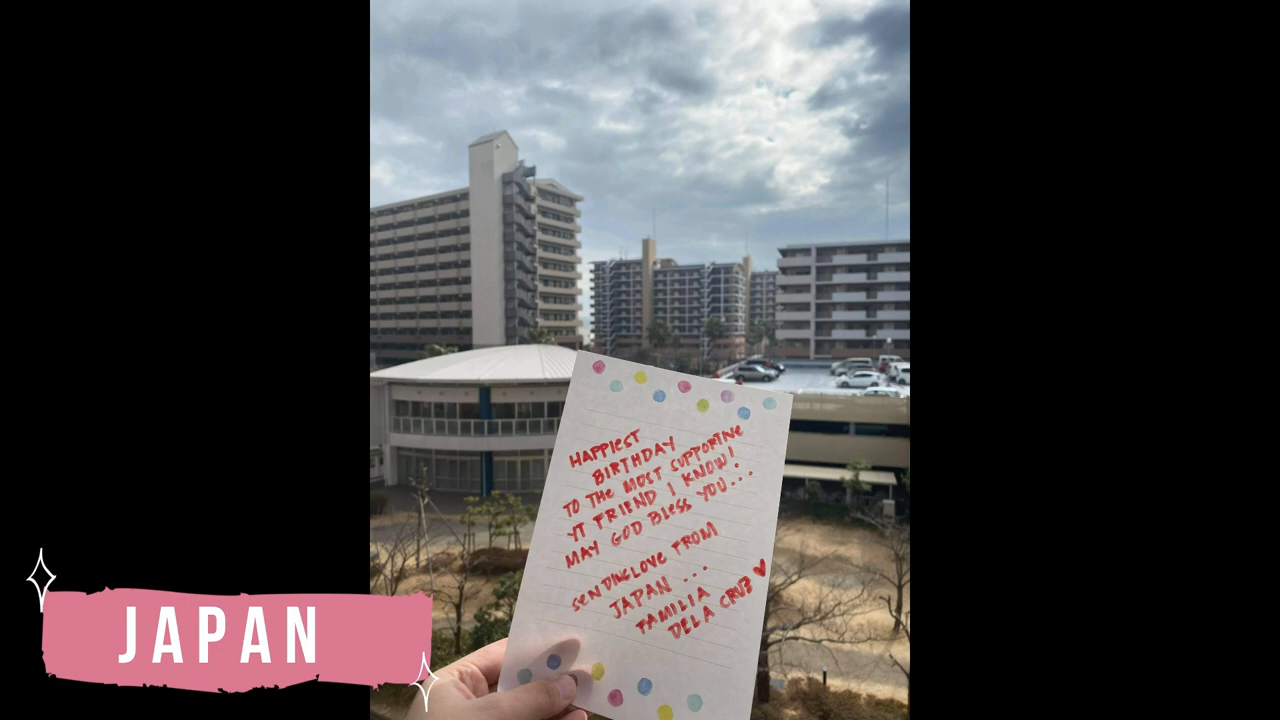 HAPPIEST
BIRTHDAY
TO THE MOST SUPPORTIVE
YT FRIEND I KNOW!
MAY GOD BLESS YOU...
SENDING LOVE FROM
JAPAN ...
FAMILIA
DELA CRUZ ♥
JAPAN